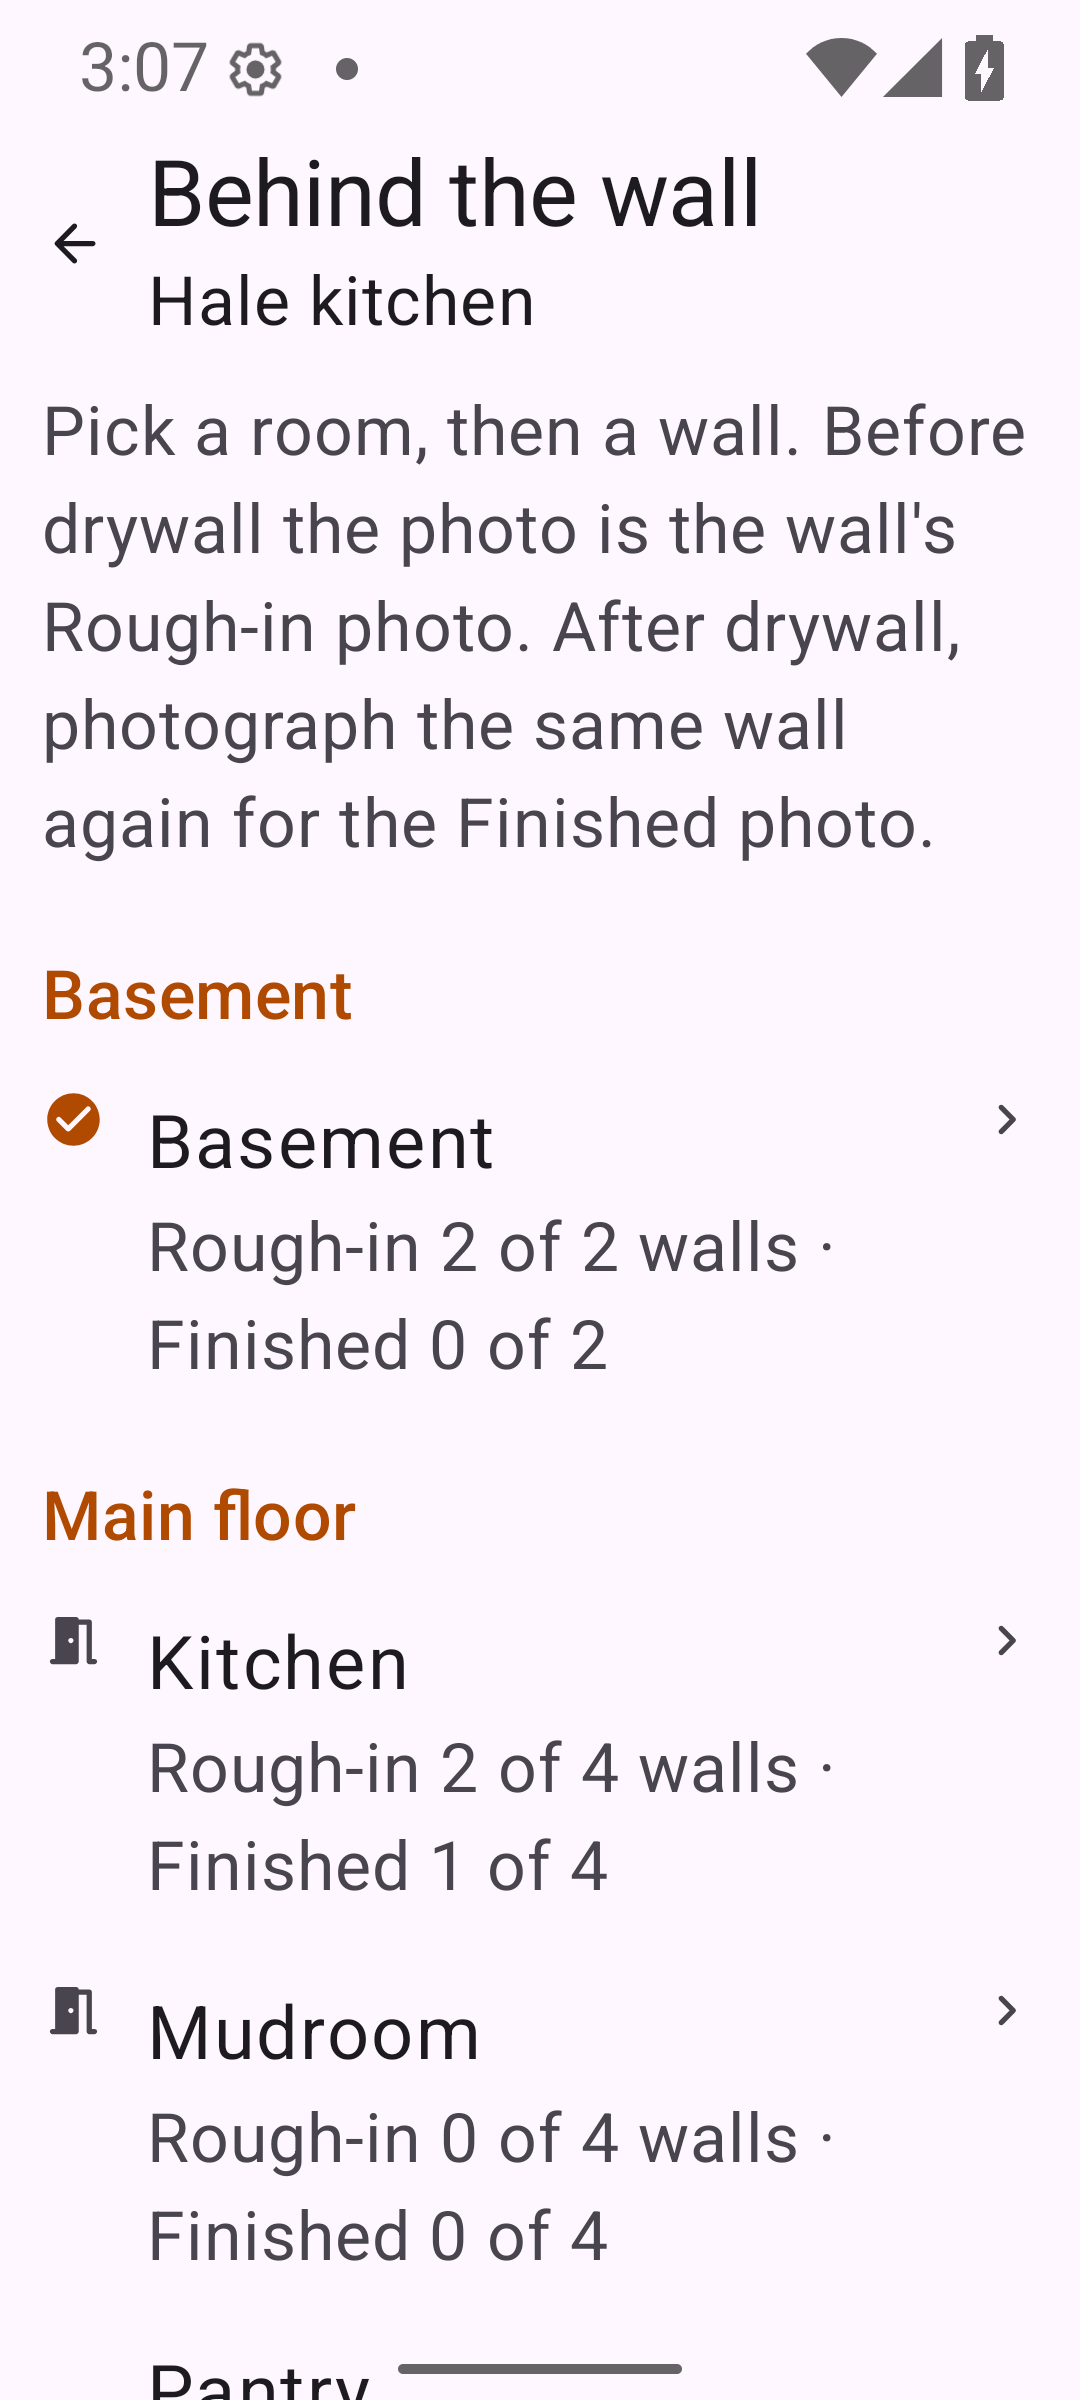 3:07
Behind the wall
Hale kitchen
Pick a room, then a wall. Before
drywall the photo is the wall's
Rough-in photo. After drywall,
photograph the same wall
again for the Finished photo.
Basement
Basement
Rough-in 2 of 2 walls ·
Finished 0 of 2
Main floor
Kitchen
Rough-in 2 of 4 walls ·
Finished 1 of 4
Mudroom
Rough-in 0 of 4 walls ·
Finished 0 of 4
Pantry